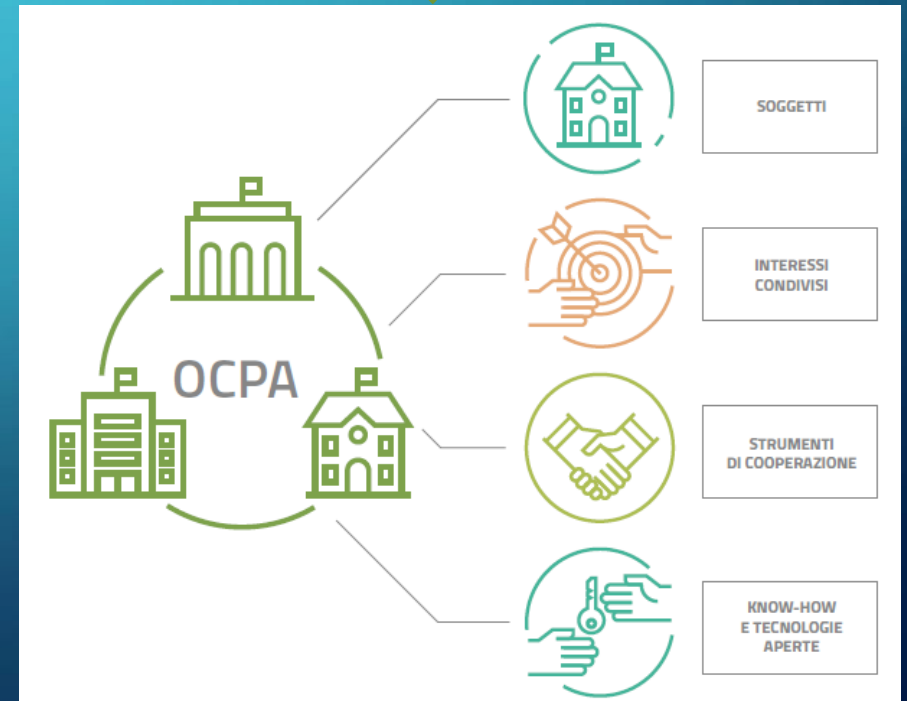 OCPA
SOGGETTI
INTERESSI
CONDIVISI
STRUMENTI
DI COOPERAZIONE
KNOW-HOW
E TECNOLOGIE
APERTE